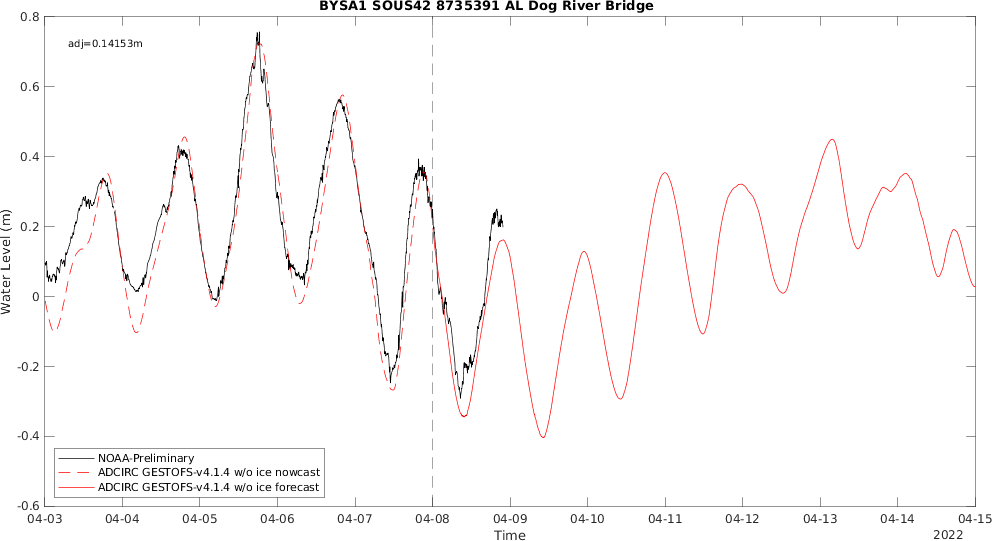 BYSA1 SOUS42 8735391 AL Dog River Bridge
adj=0.14153m
0.8
0.6
0.4
0.2
0
-0.2
-0.4
-0.6
Water Level (m)
NOAA-Preliminary
ADCIRC GESTOFS-v4.1.4 w/o ice nowcast
ADCIRC GESTOFS-v4.1.4 w/o ice forecast
04-03 04-04 04-05 04-06 04-07 04-08 04-09 04-10 04-11 04-12 04-13 04-14 04-15
Time
2022